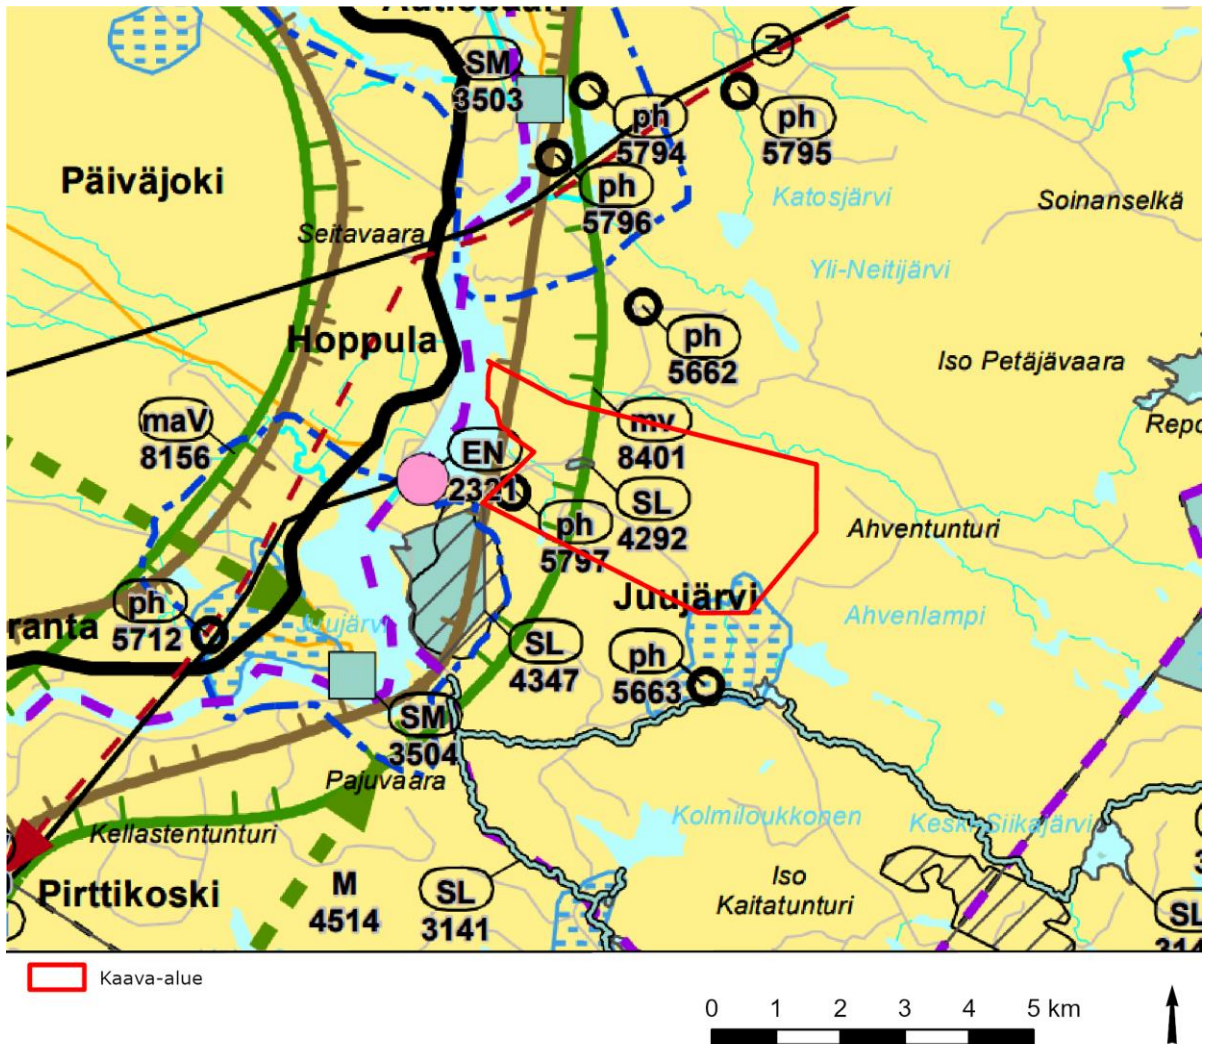 SM
3503
Z
ph
5794
ph
5795
Päiväjoki
ph
5796
Katosjärvi
Soinanselkä
Seitavaara
Yli-Neitijärvi
Hoppula
ph
5662
Iso Petäjävaara
maV
8156
mv
8401
EN
2321
SL
4292
ph
5797
Ahventunturi
Juujärvi
ph
5712
ranta
Juujärvi
Ahvenlampi
SL
4347
ph
5663
SM
3504
Pajuvaara
Kellastentunturi
Kolmiloukkonen
Keski-Siikajärvi
Pirttikoski
M
4514
SL
3141
Iso
Kaitatunturi
SL
Kaava-alue
0 1 2 3 4 5 km